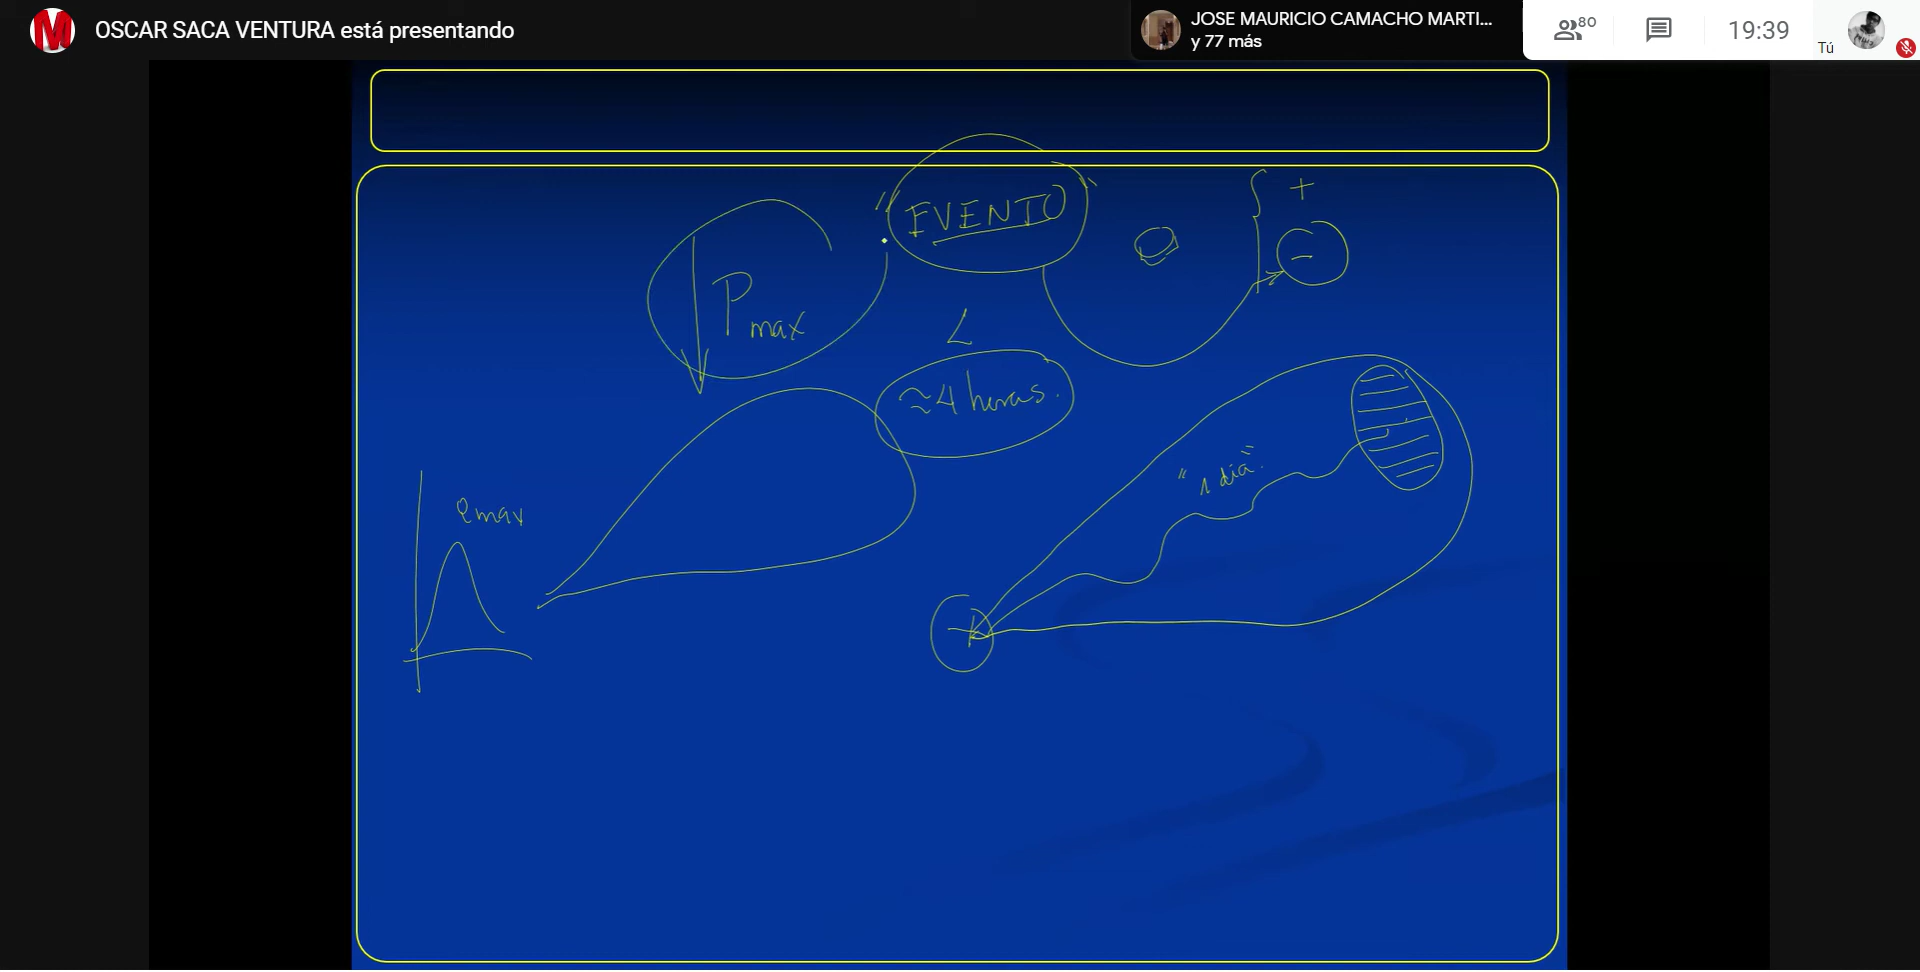 OSCAR SACA VENTURA está presentando
JOSE MAURICIO CAMACHO MARTI...
y 77 más
80
19:39
Tú
"EVENTO"
+
-
Pmax
<
≈4 horas.
"1 día".
Qmax